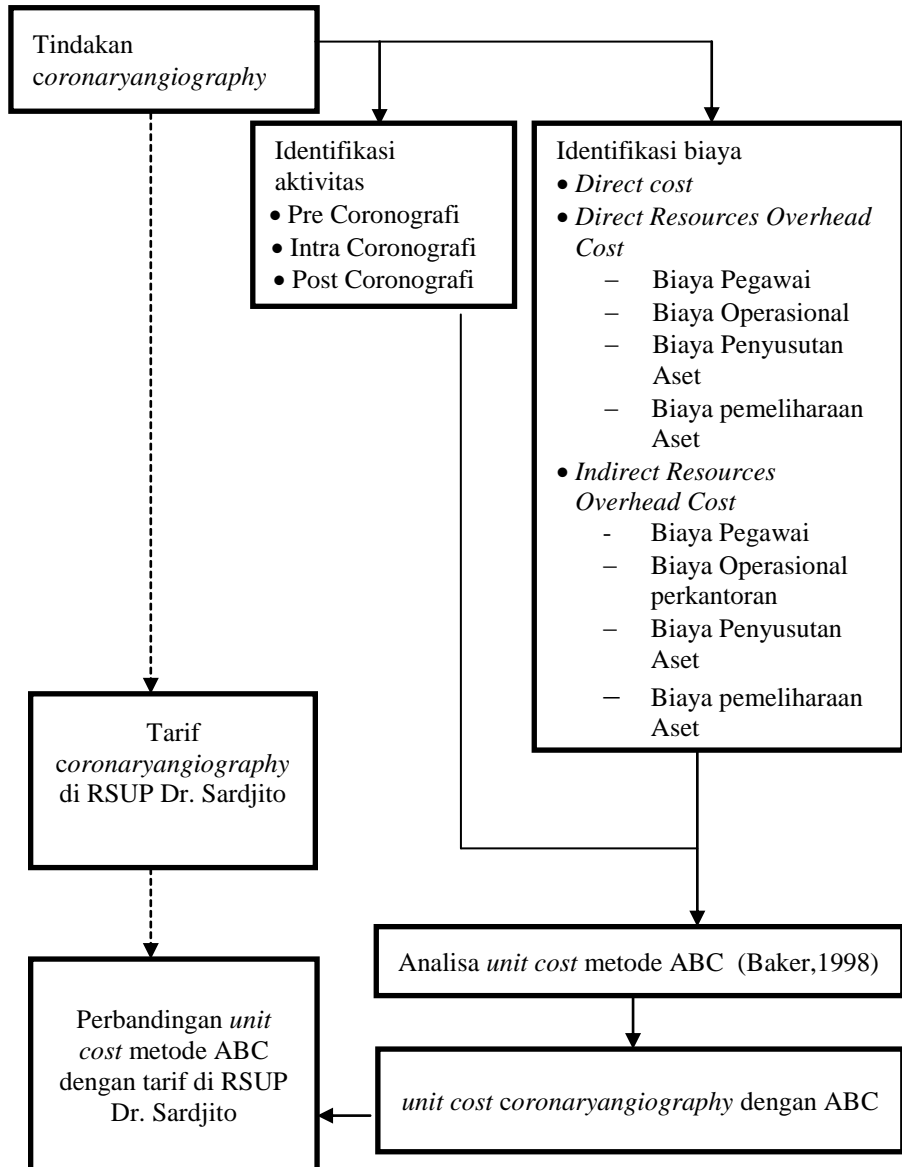 Tindakan
coronaryangiography
Identifikasi
aktivitas
• Pre Coronografi
• Intra Coronografi
• Post Coronografi
Identifikasi biaya
• Direct cost
• Direct Resources Overhead
Cost
− Biaya Pegawai
− Biaya Operasional
− Biaya Penyusutan
Aset
− Biaya pemeliharaan
Aset
• Indirect Resources
Overhead Cost
- Biaya Pegawai
− Biaya Operasional
perkantoran
− Biaya Penyusutan
Aset
− Biaya pemeliharaan
Aset
Tarif
coronaryangiography
di RSUP Dr. Sardjito
Analisa unit cost metode ABC (Baker,1998)
Perbandingan unit
cost metode ABC
dengan tarif di RSUP
Dr. Sardjito
unit cost coronaryangiography dengan ABC